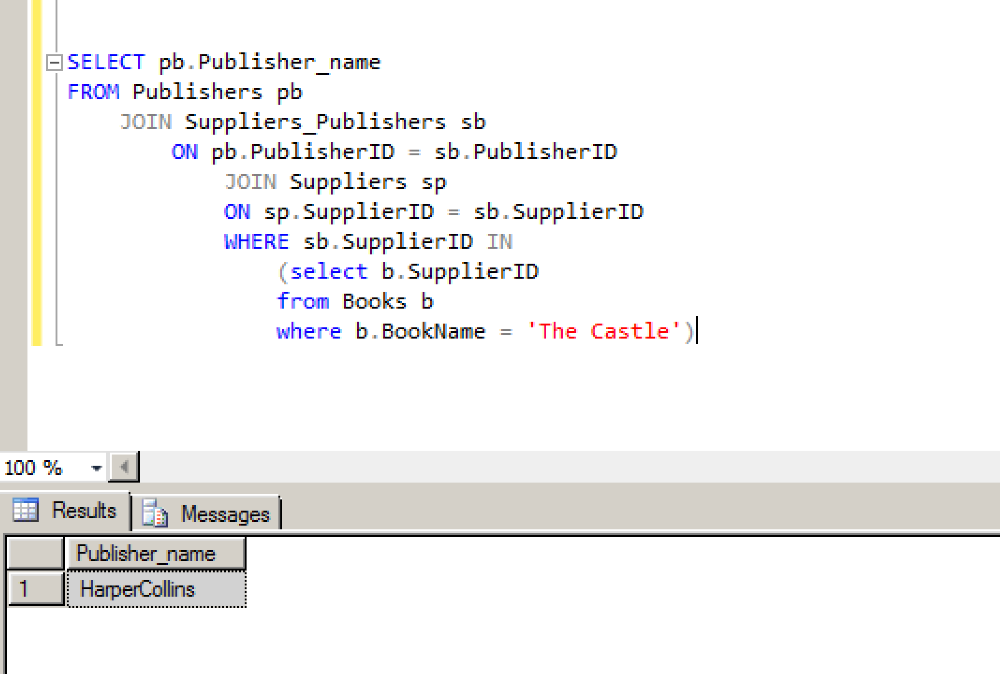 SELECT pb.Publisher_name
FROM Publishers pb
JOIN Suppliers_Publishers sb
ON pb.PublisherID = sb.PublisherID
JOIN Suppliers sp
ON sp.SupplierID = sb.SupplierID
WHERE sb.SupplierID IN
(select b.SupplierID
from Books b
where b.BookName = 'The Castle')
100 %
Results Messages
Publisher_name
1 HarperCollins